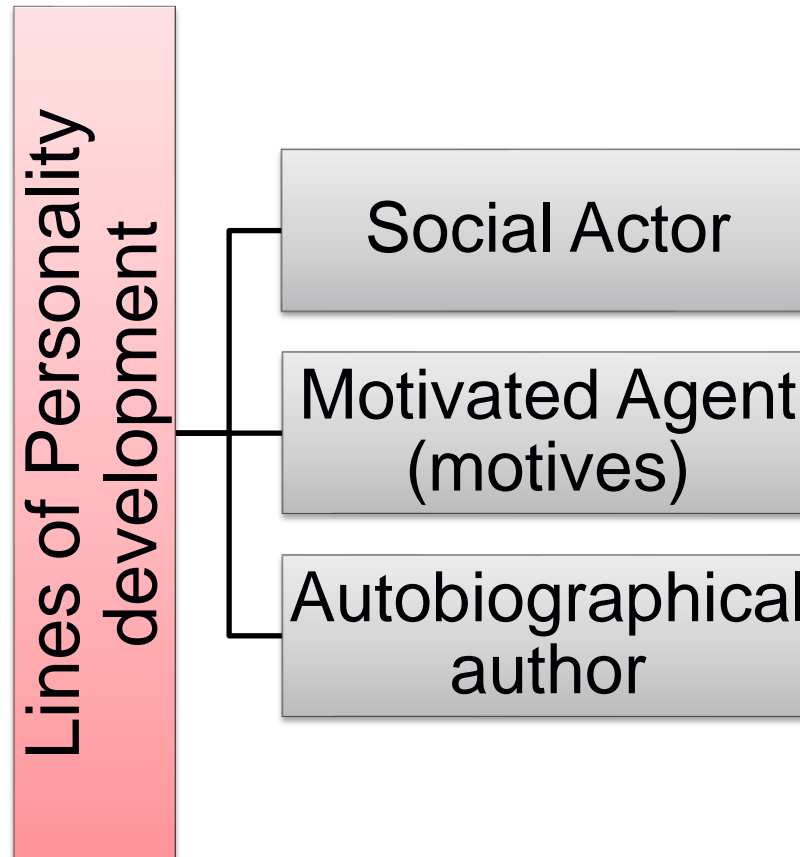 Lines of Personality
development
Social Actor
Motivated Agent
(motives)
Autobiographical
author